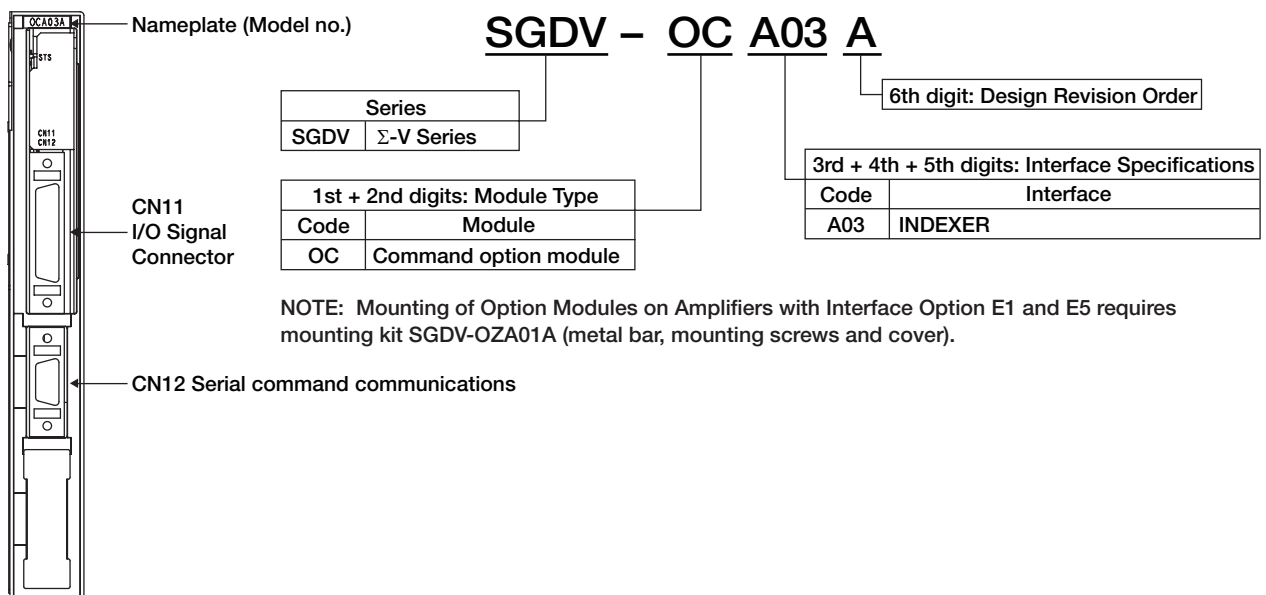 OCA03A
Nameplate (Model no.)
STS
CN11
CN12
CN11
I/O Signal
Connector
CN12 Serial command communications
SGDV – OC A03 A
6th digit: Design Revision Order
Series
SGDV Σ-V Series
3rd + 4th + 5th digits: Interface Specifications
Code Interface
A03 INDEXER
1st + 2nd digits: Module Type
Code Module
OC Command option module
NOTE: Mounting of Option Modules on Amplifiers with Interface Option E1 and E5 requires
mounting kit SGDV-OZA01A (metal bar, mounting screws and cover).